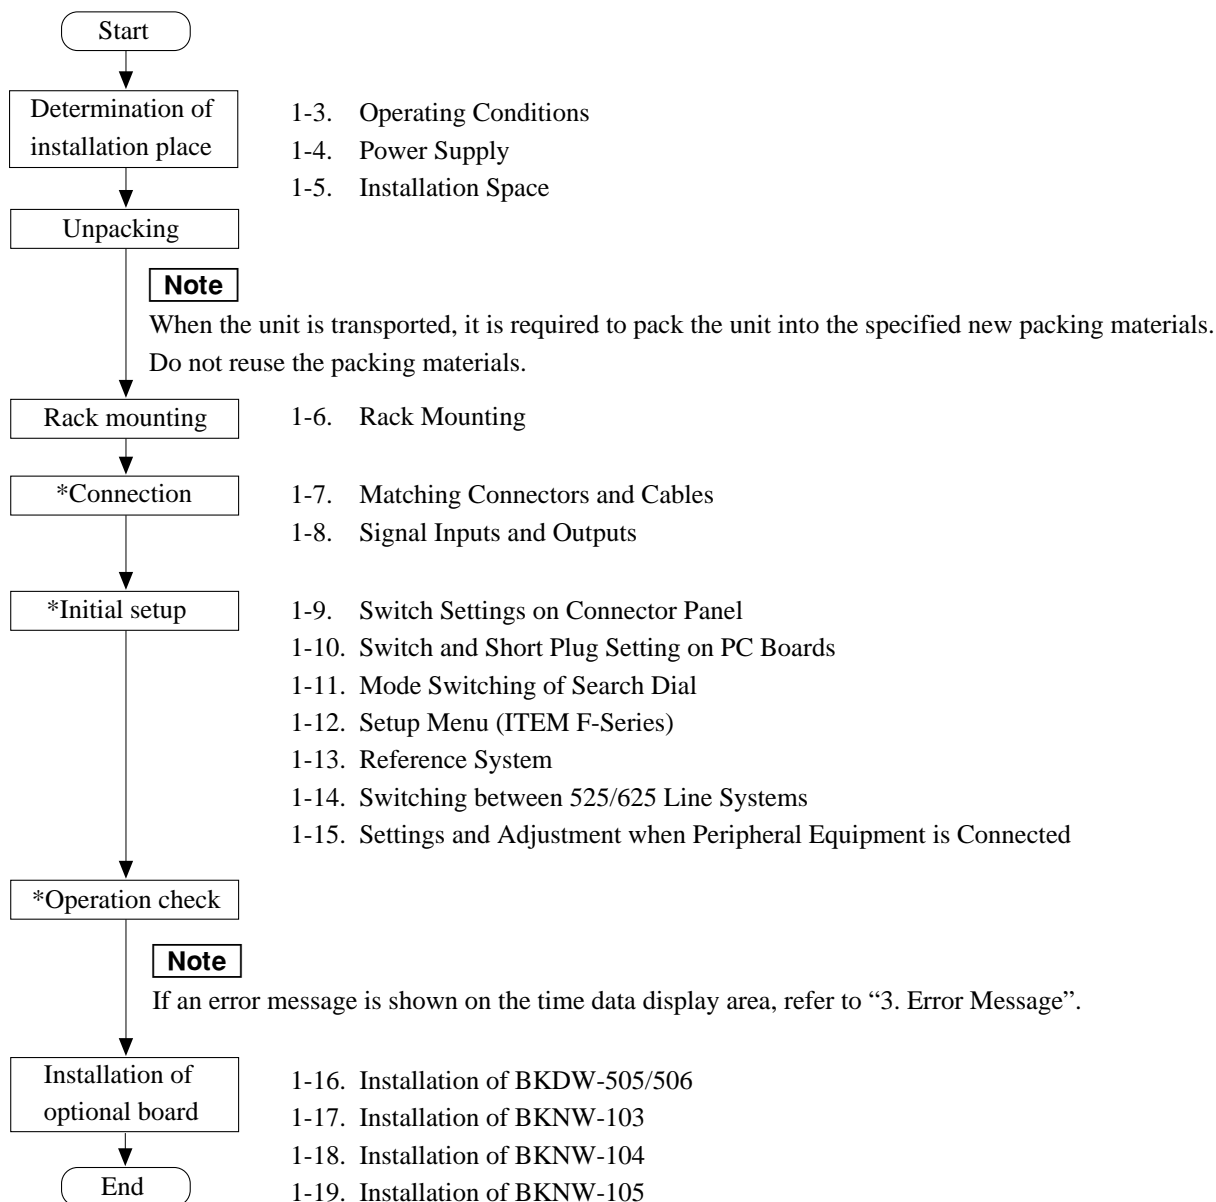 Start
Determination of
installation place
1-3. Operating Conditions
1-4. Power Supply
1-5. Installation Space
Unpacking
Note
When the unit is transported, it is required to pack the unit into the specified new packing materials.
Do not reuse the packing materials.
Rack mounting
1-6. Rack Mounting
*Connection
1-7. Matching Connectors and Cables
1-8. Signal Inputs and Outputs
*Initial setup
1-9. Switch Settings on Connector Panel
1-10. Switch and Short Plug Setting on PC Boards
1-11. Mode Switching of Search Dial
1-12. Setup Menu (ITEM F-Series)
1-13. Reference System
1-14. Switching between 525/625 Line Systems
1-15. Settings and Adjustment when Peripheral Equipment is Connected
*Operation check
Note
If an error message is shown on the time data display area, refer to “3. Error Message”.
Installation of
optional board
1-16. Installation of BKDW-505/506
1-17. Installation of BKNW-103
1-18. Installation of BKNW-104
1-19. Installation of BKNW-105
End